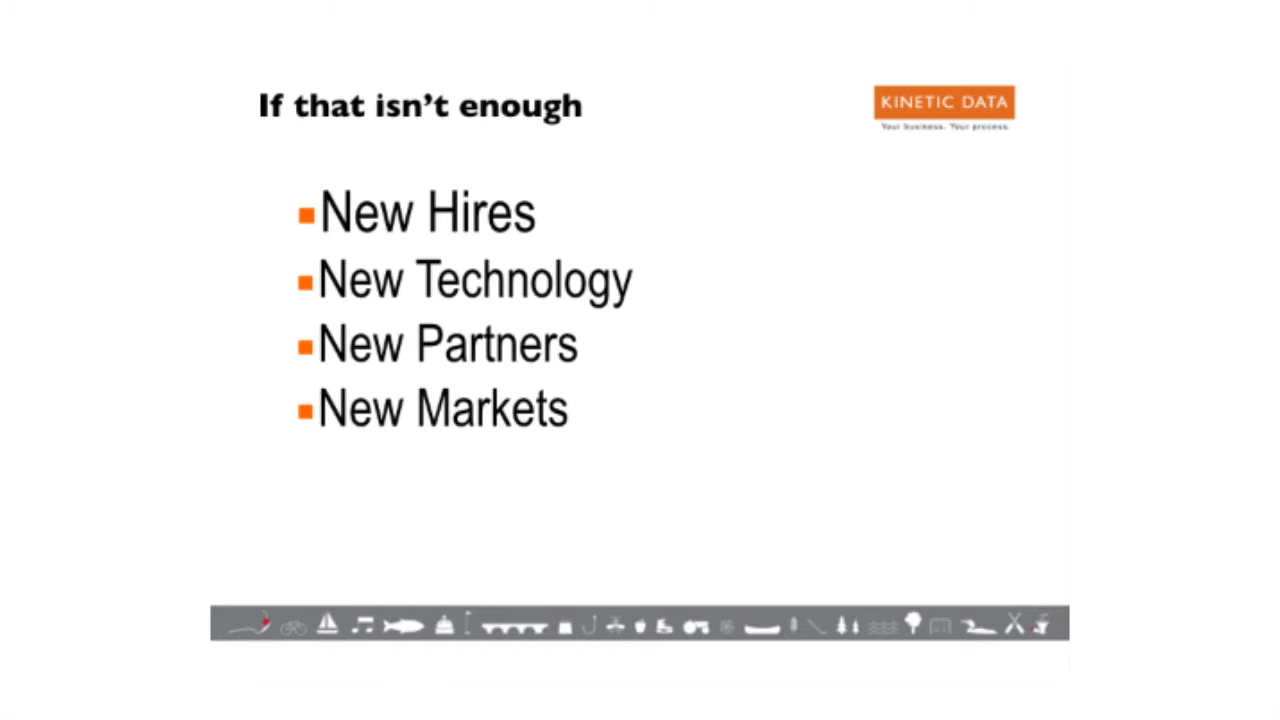 If that isn't enough
KINETIC DATA
Your business. Your process.
New Hires
New Technology
New Partners
New Markets